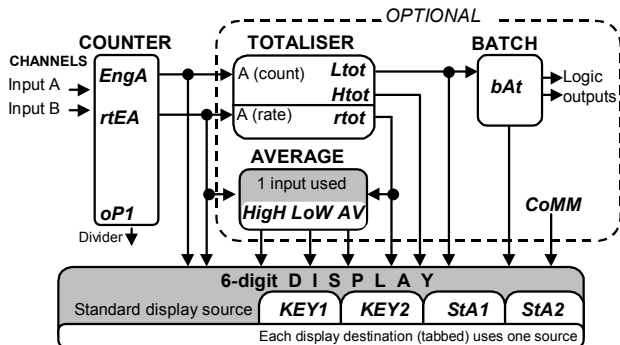 OPTIONAL
COUNTER TOTALISER BATCH
CHANNELS
Input A
Input B
EngA
rtEA
oP1
Divider
A (count) Ltot
Htot
A (rate) rtot
bAt
Logic
outputs
AVERAGE
1 input used
HigH LoW AV
CoMM
6-digit D I S P L A Y
Standard display source KEY1 KEY2 StA1 StA2
Each display destination (tabbed) uses one source